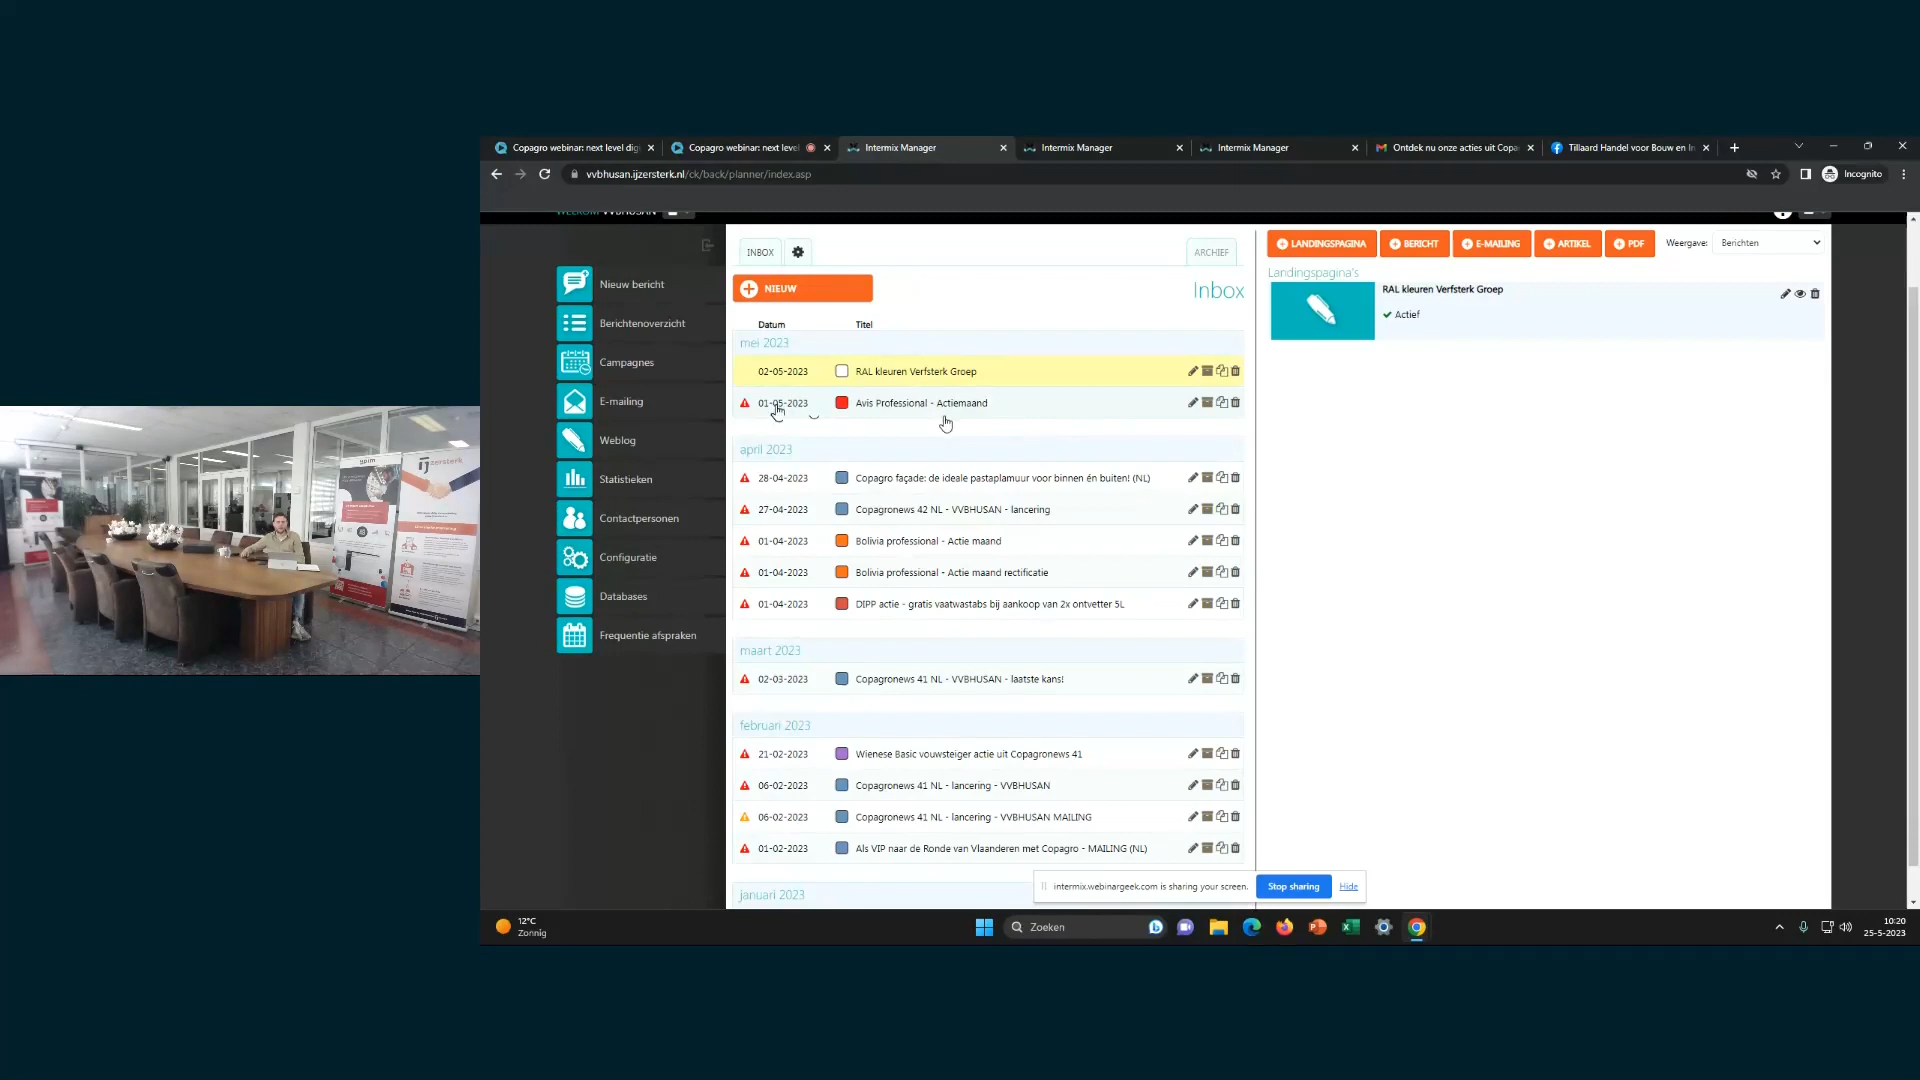 Copagro webinar: next level dig
Copagro webinar: next level
Intermix Manager
Intermix Manager
Intermix Manager
Ontdek nu onze acties uit Copa
Tillaard Handel voor Bouw en In
vvbhusan.ijzersterk.nl/ck/back/planner/index.asp
Incognito
WELKOM VVBHUSAN
Nieuw bericht
Berichtenoverzicht
Campagnes
E-mailing
Weblog
Statistieken
Contactpersonen
Configuratie
Databases
Frequentie afspraken
INBOX
ARCHIEF
NIEUW
Inbox
Datum Titel
mei 2023
02-05-2023 RAL kleuren Verfsterk Groep
01-05-2023 Avis Professional - Actiemaand
april 2023
28-04-2023 Copagro façade: de ideale pastaplamuur voor binnen én buiten! (NL)
27-04-2023 Copagronews 42 NL - VVBHUSAN - lancering
01-04-2023 Bolivia professional - Actie maand
01-04-2023 Bolivia professional - Actie maand rectificatie
01-04-2023 DIPP actie - gratis vaatwastabs bij aankoop van 2x ontvetter 5L
maart 2023
02-03-2023 Copagronews 41 NL - VVBHUSAN - laatste kans!
februari 2023
21-02-2023 Wienese Basic vouwsteiger actie uit Copagronews 41
06-02-2023 Copagronews 41 NL - lancering - VVBHUSAN
06-02-2023 Copagronews 41 NL - lancering - VVBHUSAN MAILING
01-02-2023 Als VIP naar de Ronde van Vlaanderen met Copagro - MAILING (NL)
januari 2023
LANDINGSPAGINA BERICHT E-MAILING ARTIKEL PDF Weergave: Berichten
Landingspagina's
RAL kleuren Verfsterk Groep
Actief
intermix.webinargeek.com is sharing your screen. Stop sharing Hide
12°C
Zonnig
Zoeken
10:20
25-5-2023
ijzersterk